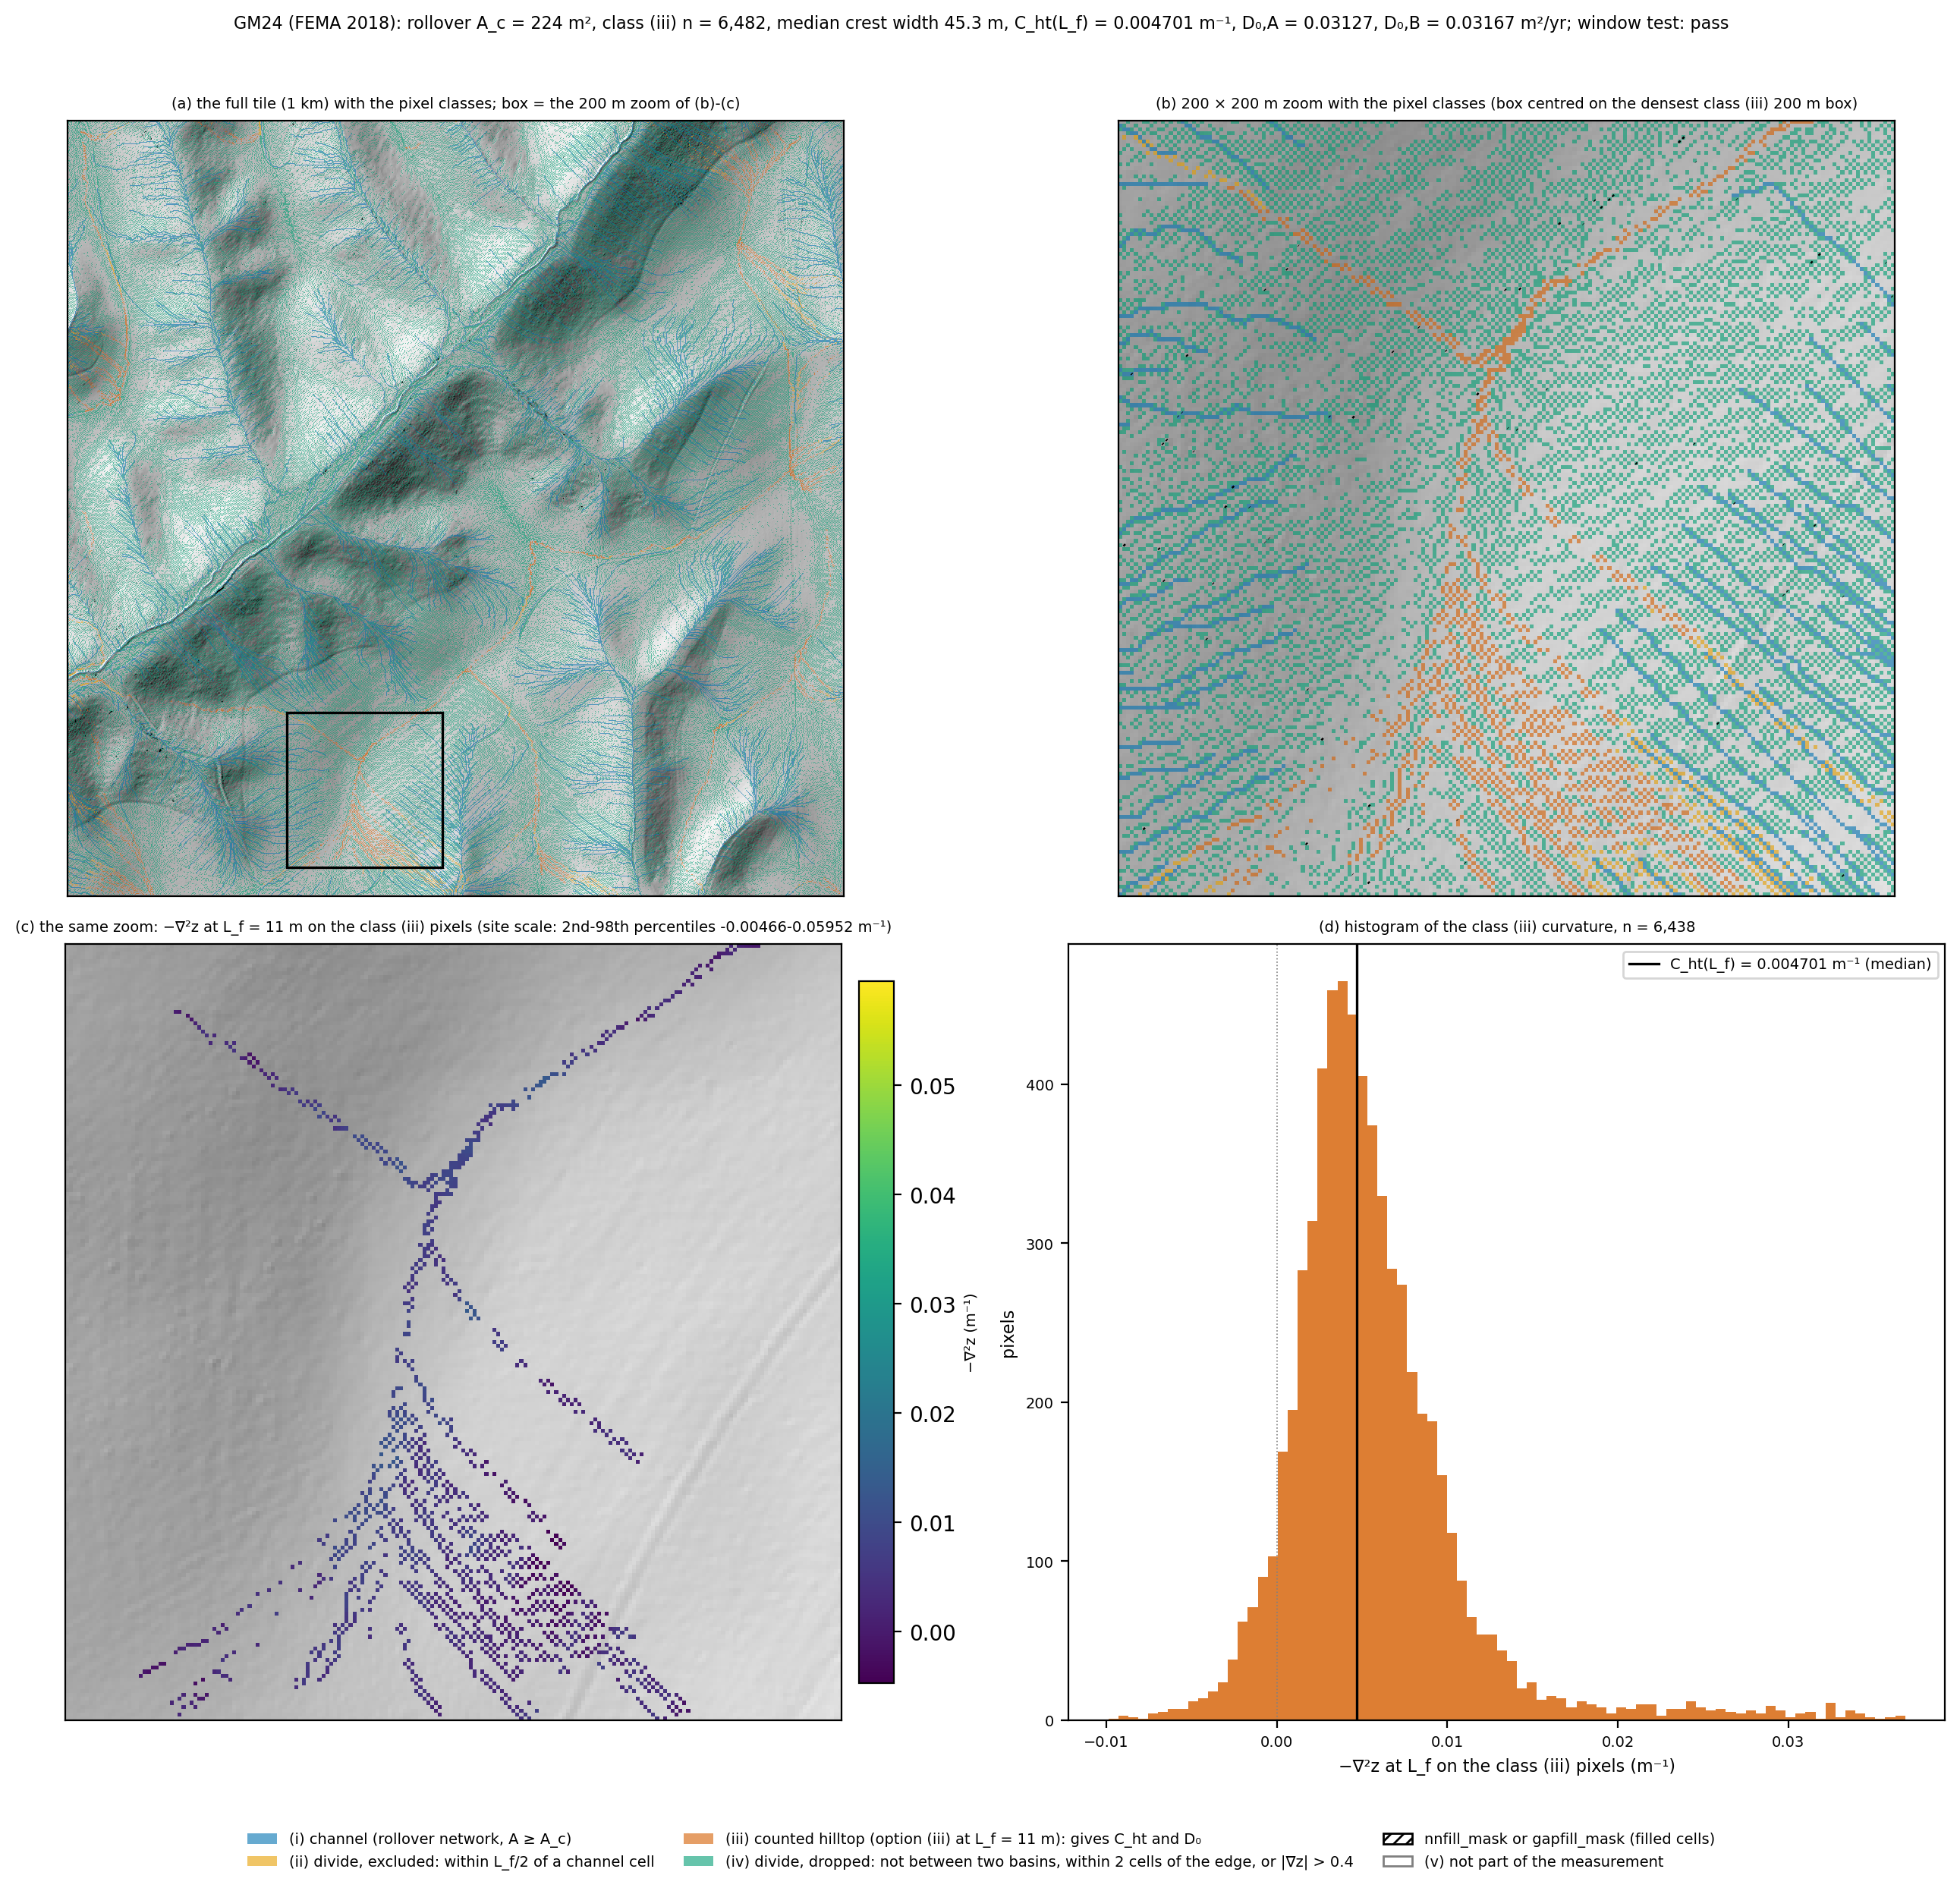 GM24 (FEMA 2018): rollover A_c = 224 m², class (iii) n = 6,482, median crest width 45.3 m, C_ht(L_f) = 0.004701 m⁻¹, D₀,A = 0.03127, D₀,B = 0.03167 m²/yr; window test: pass
(a) the full tile (1 km) with the pixel classes; box = the 200 m zoom of (b)-(c)
(b) 200 × 200 m zoom with the pixel classes (box centred on the densest class (iii) 200 m box)
(c) the same zoom: −∇²z at L_f = 11 m on the class (iii) pixels (site scale: 2nd-98th percentiles -0.00466-0.05952 m⁻¹)
0.05
0.04
0.03
0.02
0.01
0.00
−∇²z (m⁻¹)
(d) histogram of the class (iii) curvature, n = 6,438
C_ht(L_f) = 0.004701 m⁻¹ (median)
400
300
200
100
0
pixels
−0.01
0.00
0.01
0.02
0.03
−∇²z at L_f on the class (iii) pixels (m⁻¹)
(i) channel (rollover network, A ≥ A_c)
(ii) divide, excluded: within L_f/2 of a channel cell
(iii) counted hilltop (option (iii) at L_f = 11 m): gives C_ht and D₀
(iv) divide, dropped: not between two basins, within 2 cells of the edge, or |∇z| > 0.4
nnfill_mask or gapfill_mask (filled cells)
(v) not part of the measurement